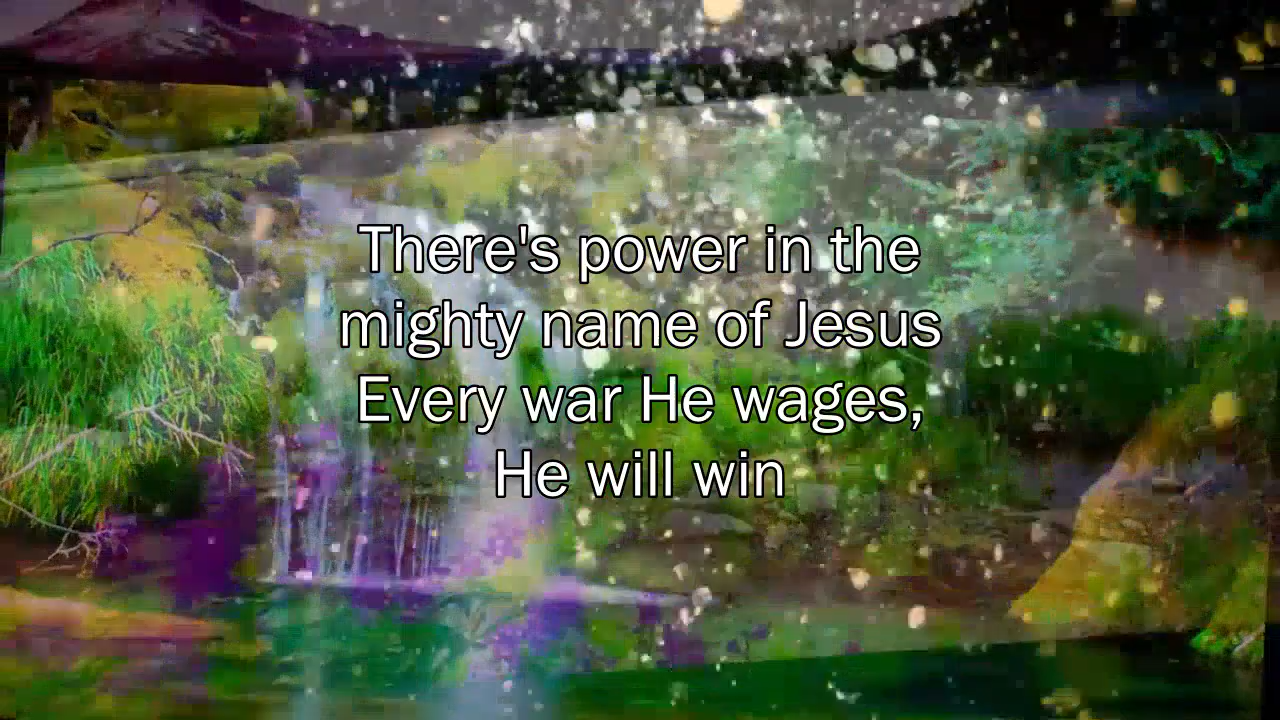 There's power in the
mighty name of Jesus
Every war He wages,
He will win